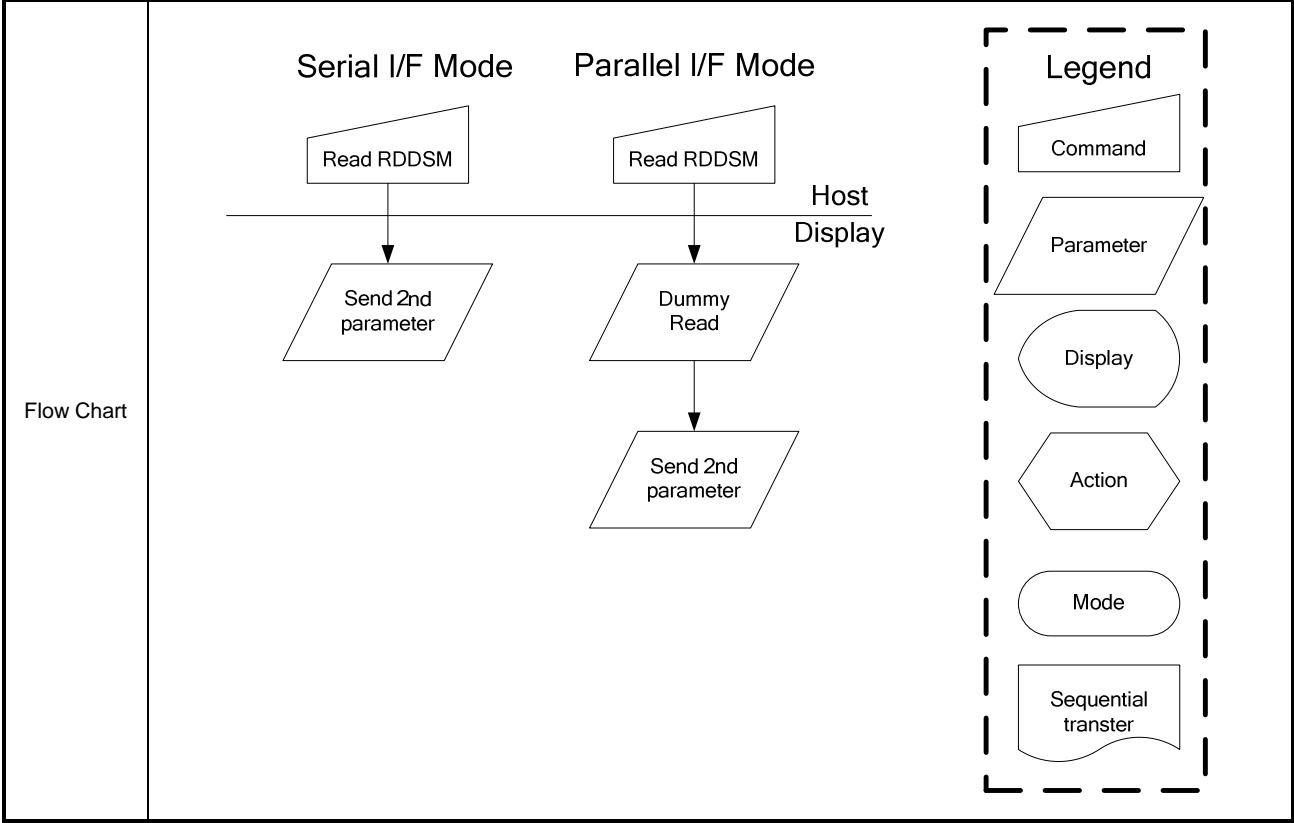 Flow Chart
Serial I/F Mode
Read RDDSM
Send 2nd
parameter
Parallel I/F Mode
Read RDDSM
Host
Display
Dummy
Read
Send 2nd
parameter
Legend
Command
Parameter
Display
Action
Mode
Sequential
transter